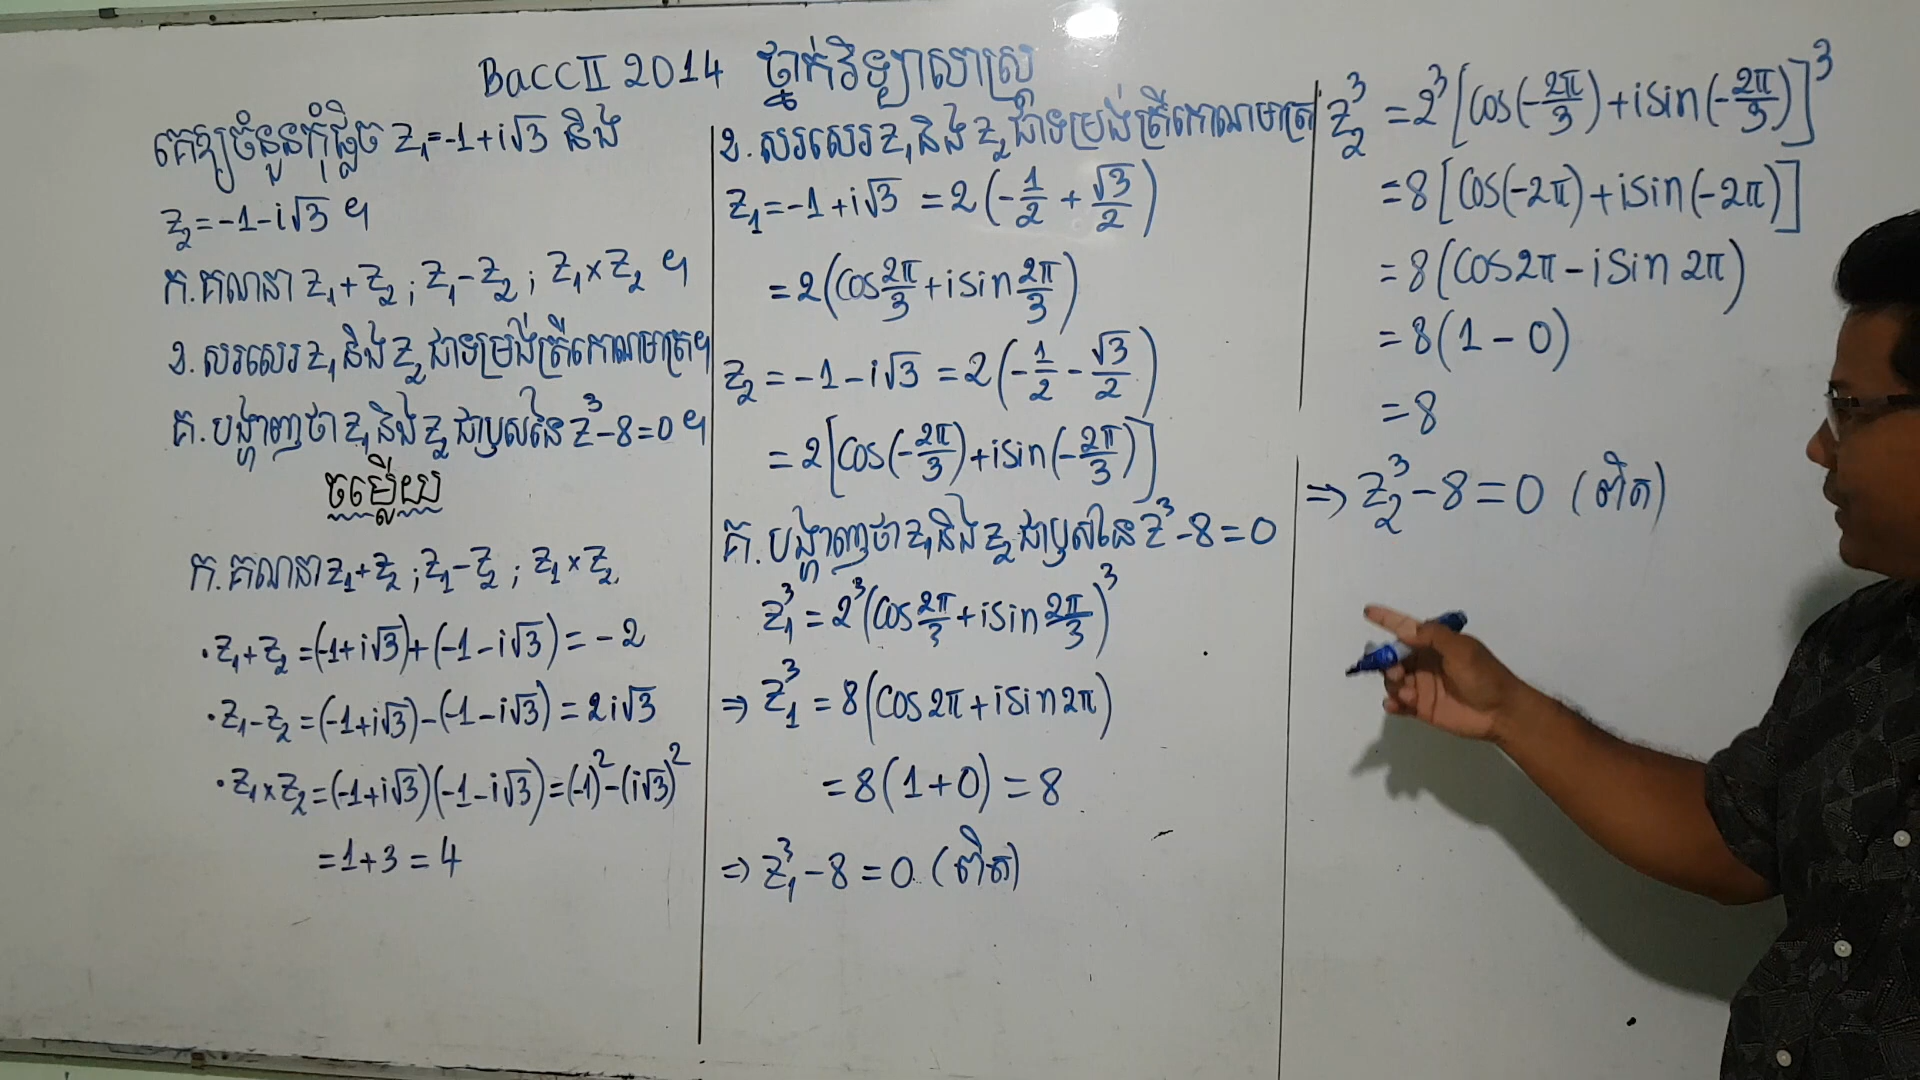 BaccII 2014 ថ្នាក់វិទ្យាសាស្ត្រ
គេឱ្យចំនួនកុំផ្លិច z₁=-1+i√3 និង
z₂=-1-i√3 ។
ក. គណនា z₁+z₂ ; z₁-z₂ ; z₁×z₂ ។
ខ. សរសេរ z₁ និង z₂ ជាទម្រង់ត្រីកោណមាត្រ។
គ. បង្ហាញថា z₁ និង z₂ ជាឫសនៃ z³-8=0 ។
ចម្លើយ
ក. គណនា z₁+z₂ ; z₁-z₂ ; z₁×z₂
·z₁+z₂ =(-1+i√3)+(-1-i√3)=-2
·z₁-z₂ =(-1+i√3)-(-1-i√3)=2i√3
·z₁×z₂=(-1+i√3)(-1-i√3)=(-1)²-(i√3)²
=1+3=4
ខ. សរសេរ z₁ និង z₂ ជាទម្រង់ត្រីកោណមាត្រ
z₁=-1+i√3 =2(-1/2 + √3/2)
=2(cos 2π/3 +isin 2π/3)
z₂=-1-i√3 =2(-1/2 - √3/2)
=2[cos(-2π/3)+isin(-2π/3)]
គ. បង្ហាញថា z₁ និង z₂ ជាឫសនៃ z³-8=0
z₁³=2³(cos 2π/3 +isin 2π/3)³
⇒ z₁³ =8(cos2π+isin2π)
=8(1+0)=8
⇒ z₁³-8=0 (ពិត)
z₂³ =2³[cos(-2π/3)+isin(-2π/3)]³
=8[cos(-2π)+isin(-2π)]
=8(cos2π-isin 2π)
=8(1-0)
=8
⇒ z₂³-8=0 (ពិត)